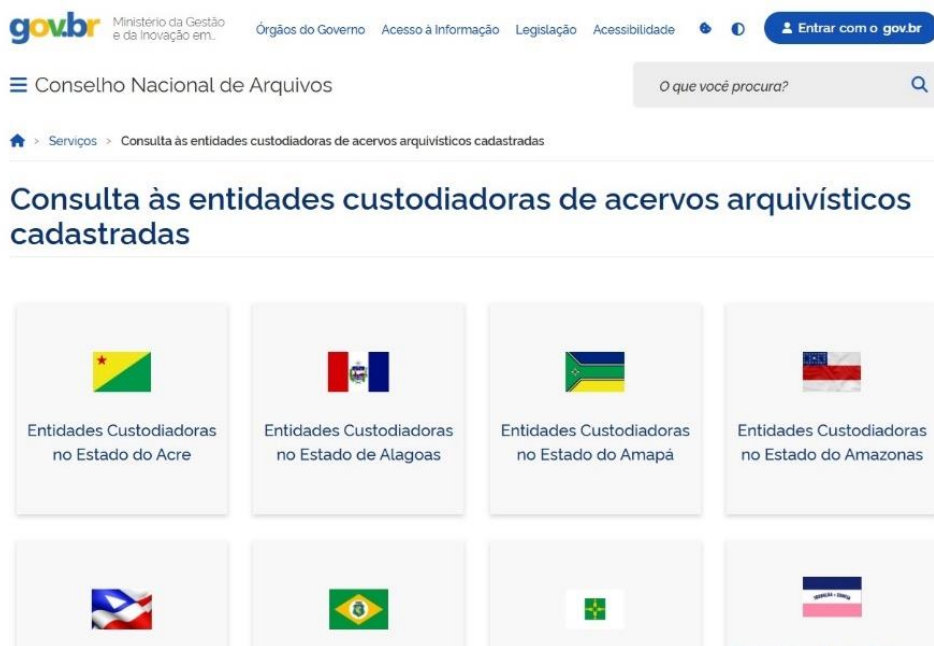 gov.br
Ministério da Gestão
e da Inovação em...
Órgãos do Governo Acesso à Informação Legislação Acessibilidade Entrar com o gov.br
Conselho Nacional de Arquivos
O que você procura?
Serviços > Consulta às entidades custodiadoras de acervos arquivísticos cadastradas
Consulta às entidades custodiadoras de acervos arquivísticos
cadastradas
Entidades Custodiadoras
no Estado do Acre
Entidades Custodiadoras
no Estado de Alagoas
Entidades Custodiadoras
no Estado do Amapá
Entidades Custodiadoras
no Estado do Amazonas